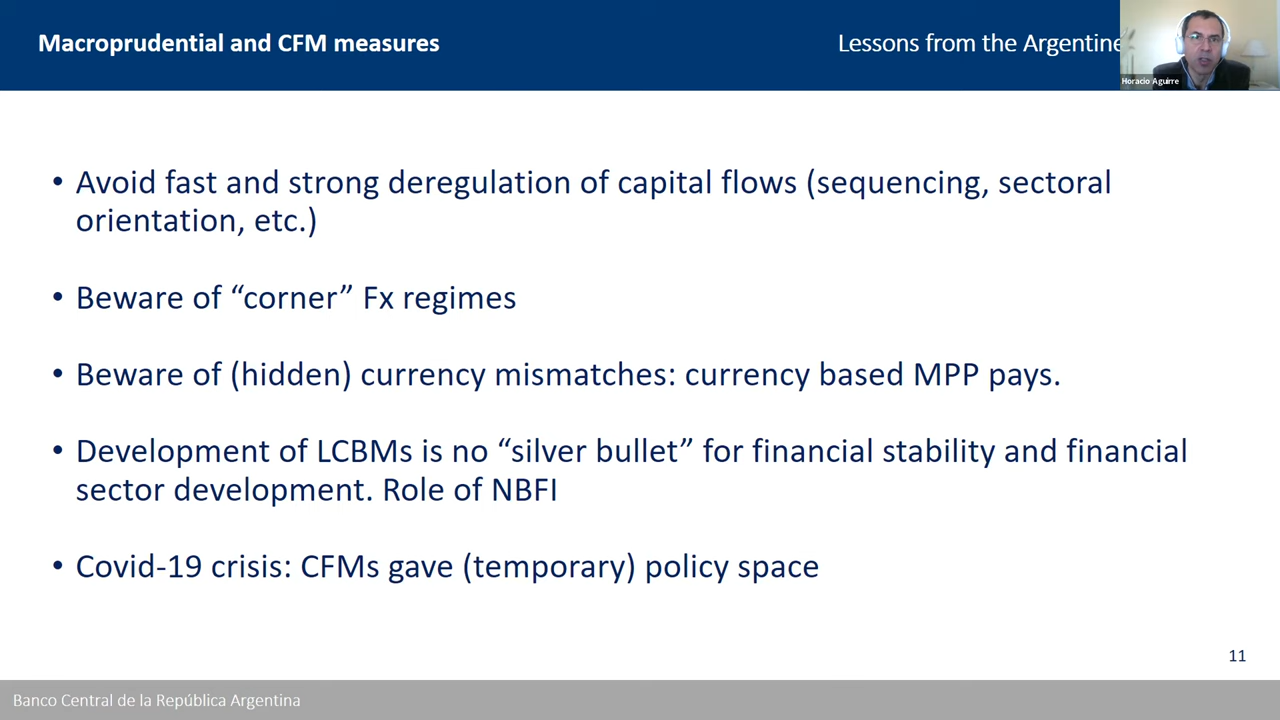 Macroprudential and CFM measures
Lessons from the Argentine
Horacio Aguirre
• Avoid fast and strong deregulation of capital flows (sequencing, sectoral
orientation, etc.)
• Beware of “corner” Fx regimes
• Beware of (hidden) currency mismatches: currency based MPP pays.
• Development of LCBMs is no “silver bullet” for financial stability and financial
sector development. Role of NBFI
• Covid-19 crisis: CFMs gave (temporary) policy space
11
Banco Central de la República Argentina